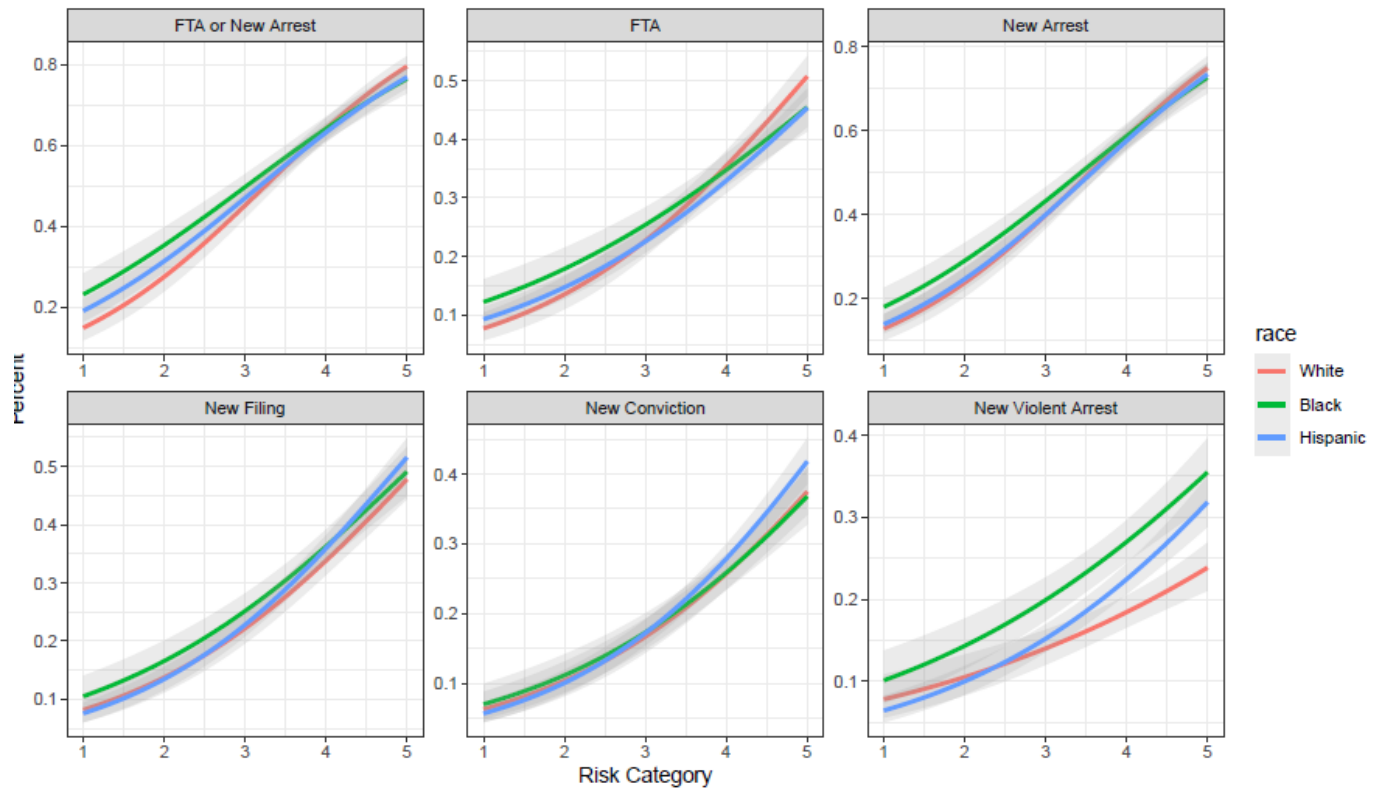 FTA or New Arrest
FTA
New Arrest
0.8
0.6
0.4
0.2
0.5
0.4
0.3
0.2
0.1
0.8
0.6
0.4
0.2
1 2 3 4 5
1 2 3 4 5
1 2 3 4 5
Percent
New Filing
New Conviction
New Violent Arrest
0.5
0.4
0.3
0.2
0.1
0.4
0.3
0.2
0.1
0.4
0.3
0.2
0.1
1 2 3 4 5
1 2 3 4 5
1 2 3 4 5
Risk Category
race
White
Black
Hispanic